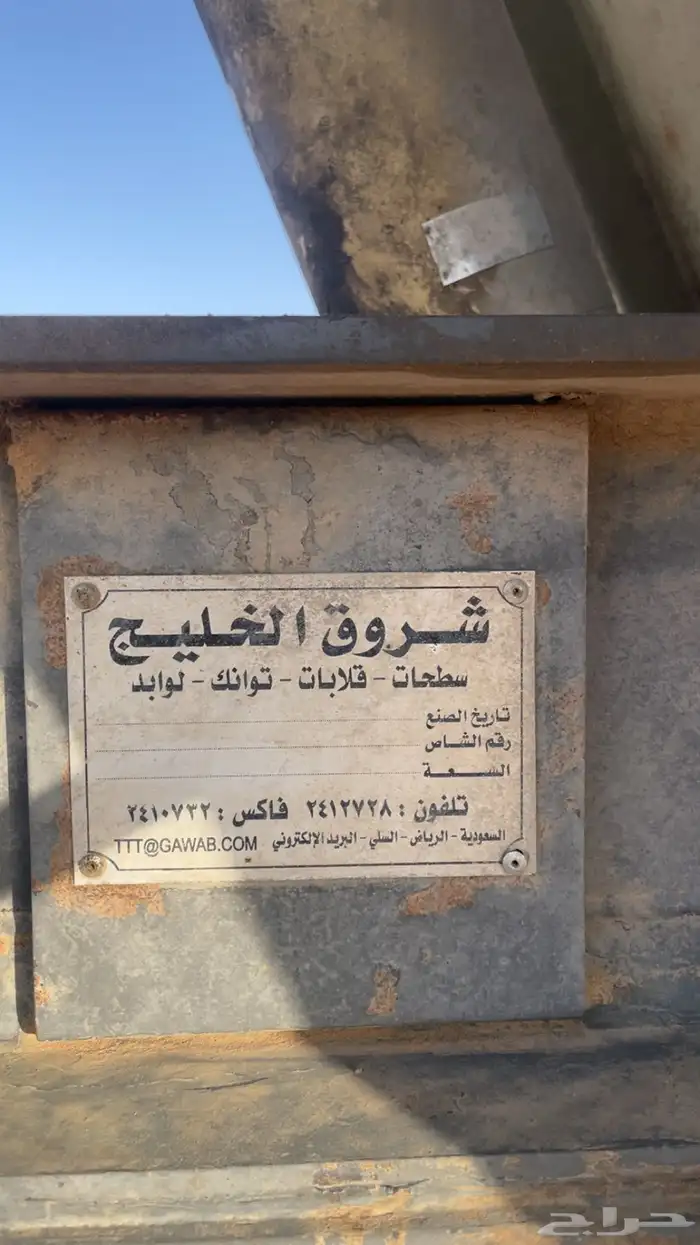 شروق الخليج
سطحات - قلابات - توانك - لوابد
تاريخ الصنع
رقم الشاص
السعة
تلفون : ٢٤١٢٧٢٨ فاكس : ٢٤١٠٧٣٢
السعودية - الرياض - السلي - البريد الإلكتروني TTT@GAWAB.COM
حراج